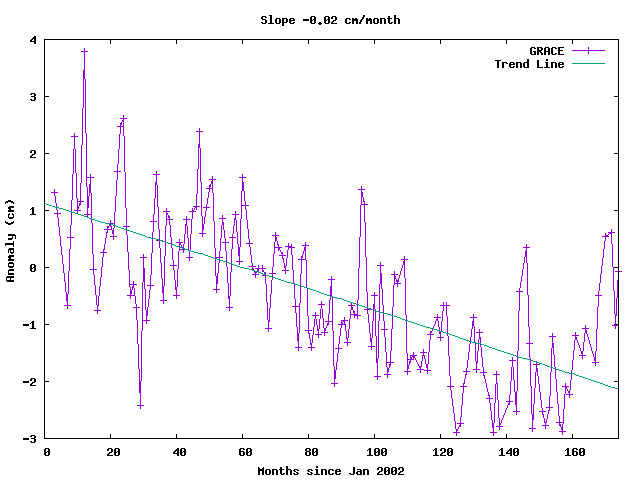 Slope -0.02 cm/month
GRACE
Trend Line
4
3
2
1
0
-1
-2
-3
Anomaly (cm)
0 20 40 60 80 100 120 140 160
Months since Jan 2002